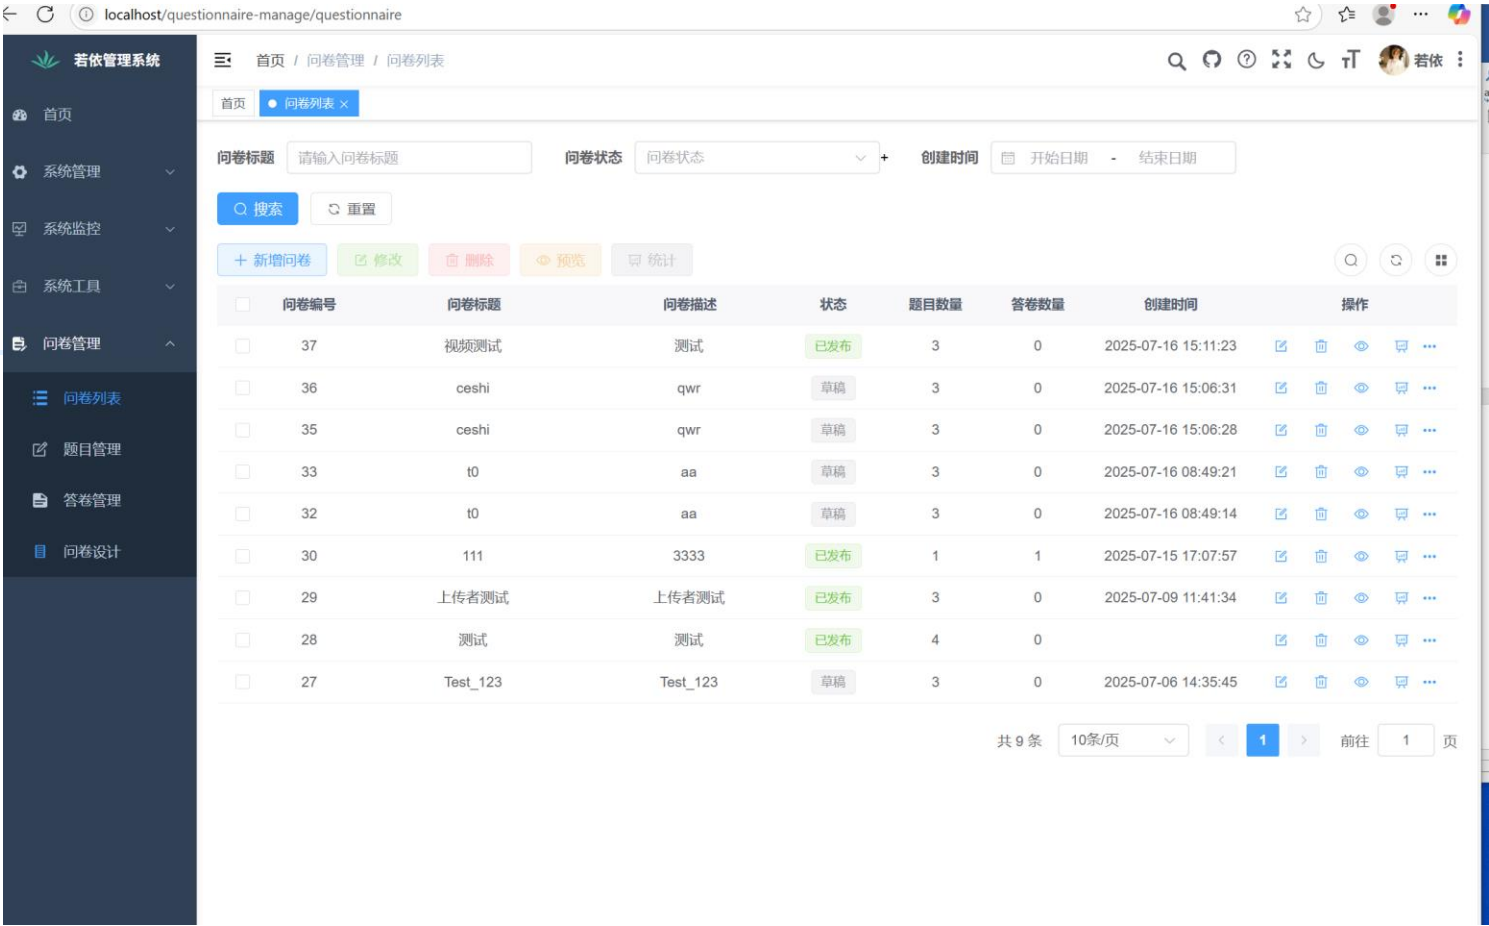 localhost/questionnaire-manage/questionnaire
若依管理系统
首页 / 问卷管理 / 问卷列表
若依
首页
问卷列表
首页
系统管理
系统监控
系统工具
问卷管理
问卷列表
题目管理
答卷管理
问卷设计
问卷标题 请输入问卷标题 问卷状态 问卷状态 + 创建时间 开始日期 - 结束日期
搜索 重置
+ 新增问卷 修改 删除 预览 统计
问卷编号 问卷标题 问卷描述 状态 题目数量 答卷数量 创建时间 操作
37 视频测试 测试 已发布 3 0 2025-07-16 15:11:23
36 ceshi qwr 草稿 3 0 2025-07-16 15:06:31
35 ceshi qwr 草稿 3 0 2025-07-16 15:06:28
33 t0 aa 草稿 3 0 2025-07-16 08:49:21
32 t0 aa 草稿 3 0 2025-07-16 08:49:14
30 111 3333 已发布 1 1 2025-07-15 17:07:57
29 上传者测试 上传者测试 已发布 3 0 2025-07-09 11:41:34
28 测试 测试 已发布 4 0
27 Test_123 Test_123 草稿 3 0 2025-07-06 14:35:45
共 9 条 10条/页 1 前往 1 页